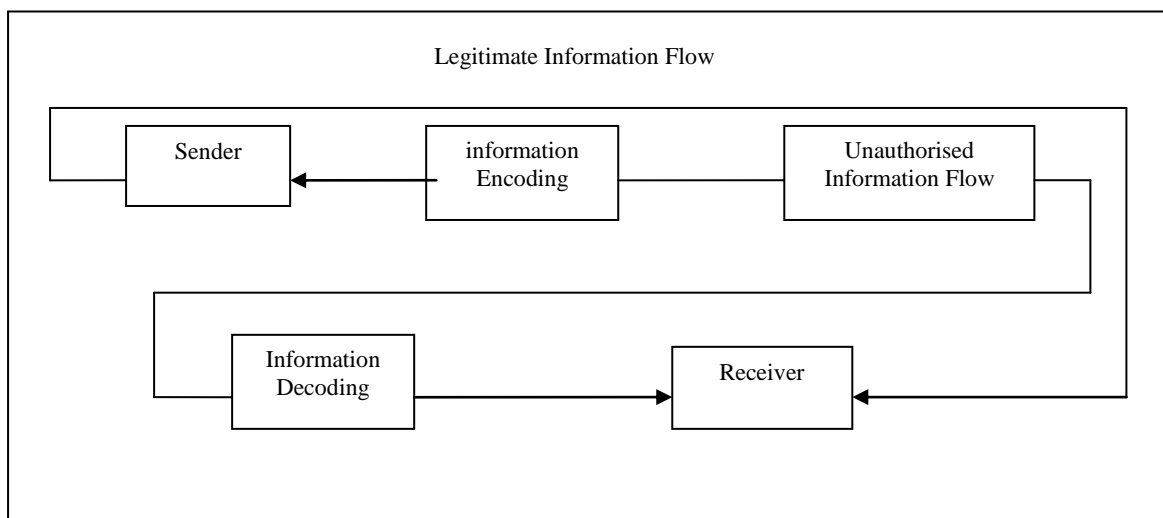 Legitimate Information Flow
Sender
information
Encoding
Unauthorised
Information Flow
Information
Decoding
Receiver